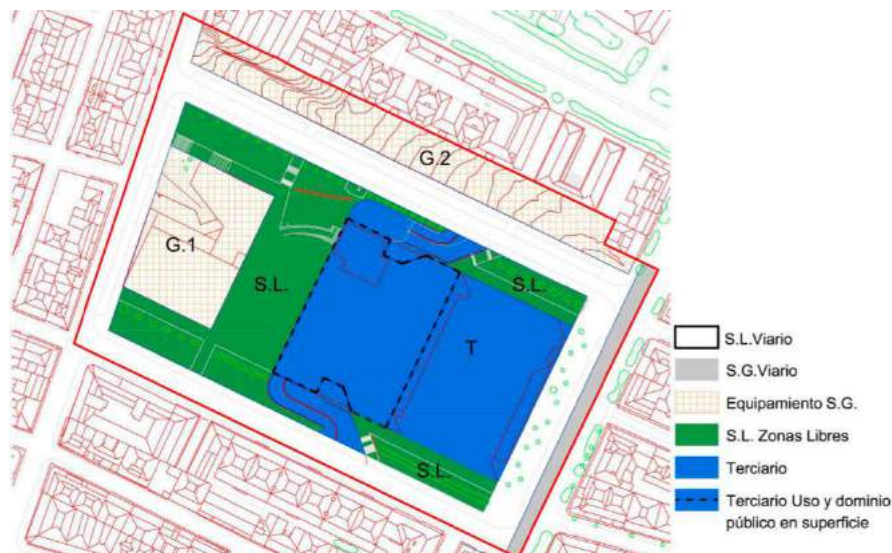 G.2
G.1
S.L.
S.L.
T
S.L.
S.L.Viario
S.G.Viario
Equipamiento S.G.
S.L. Zonas Libres
Terciario
Terciario Uso y dominio
público en superficie